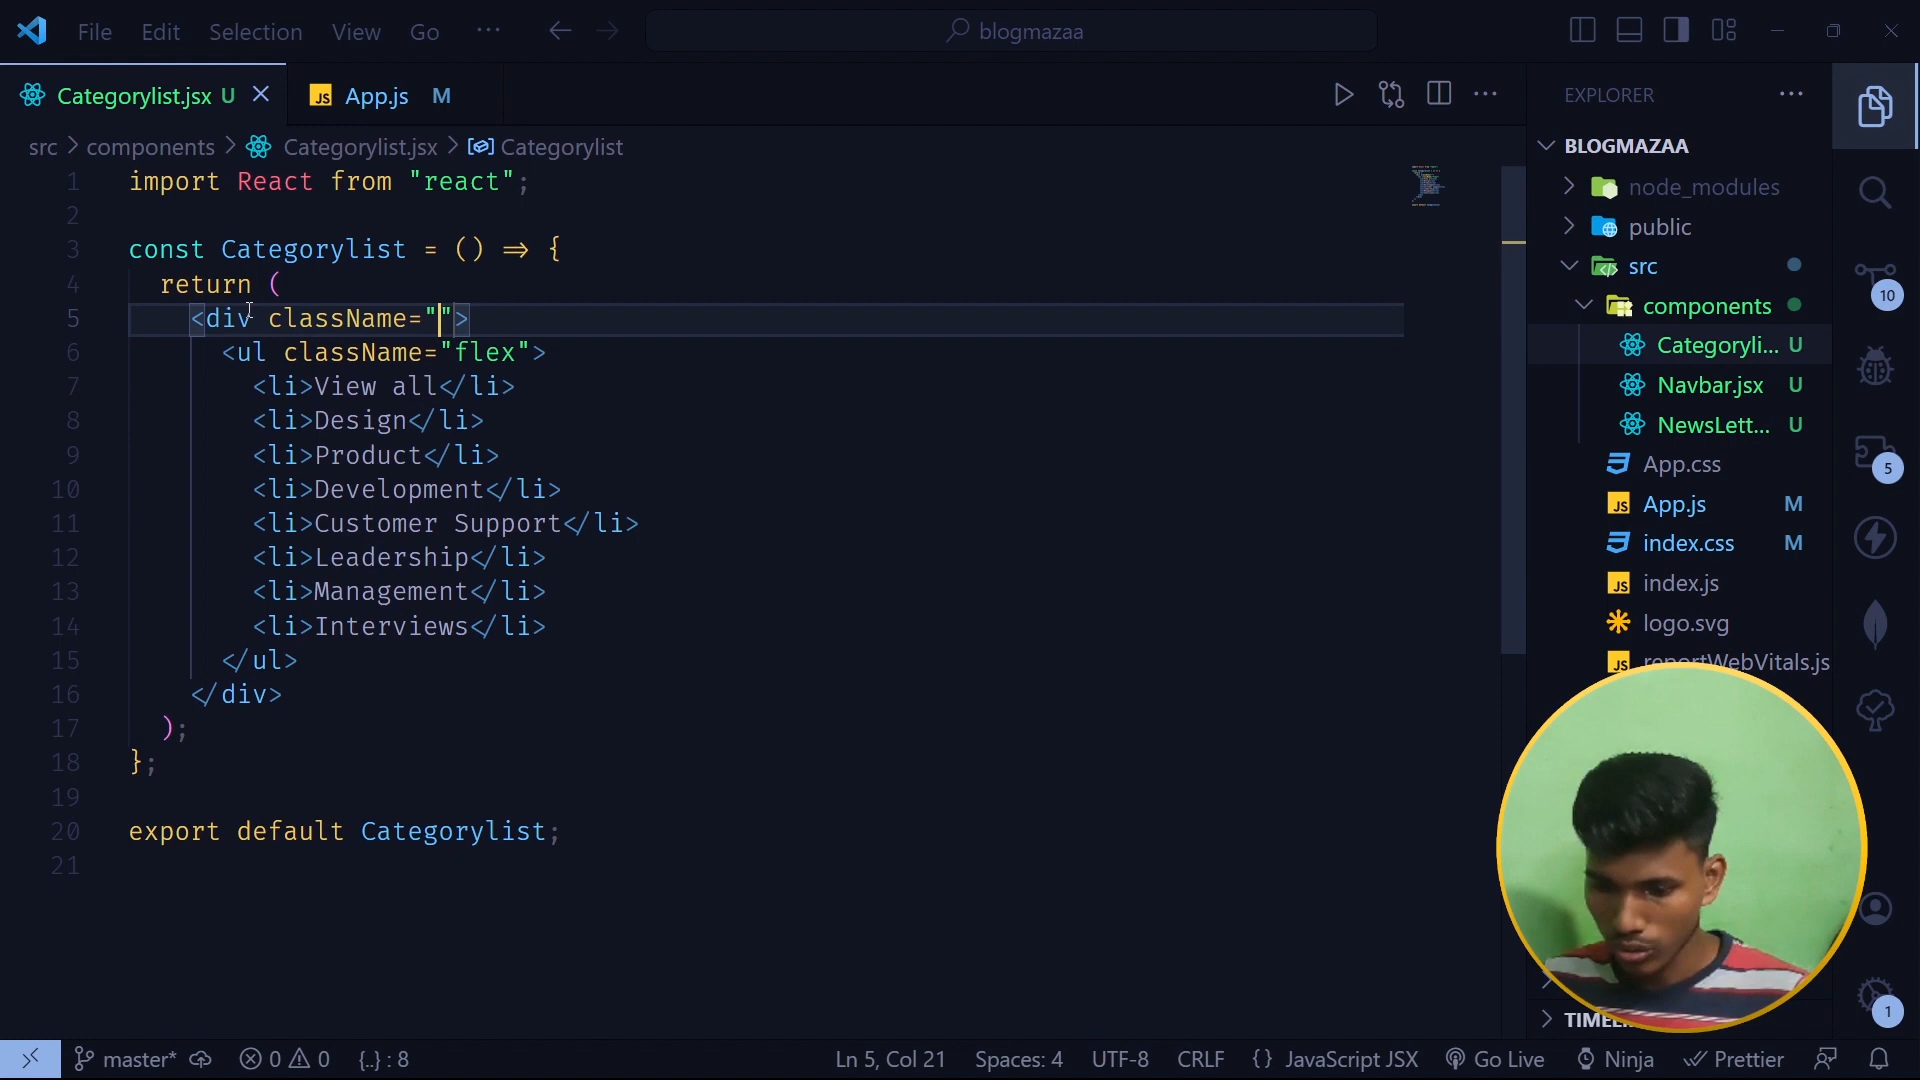 File Edit Selection View Go ··· blogmazaa
Categorylist.jsx U App.js M
src > components > Categorylist.jsx > Categorylist
1 import React from "react";
2
3 const Categorylist = () => {
4 return (
5 <div className="">
6 <ul className="flex">
7 <li>View all</li>
8 <li>Design</li>
9 <li>Product</li>
10 <li>Development</li>
11 <li>Customer Support</li>
12 <li>Leadership</li>
13 <li>Management</li>
14 <li>Interviews</li>
15 </ul>
16 </div>
17 );
18 };
19
20 export default Categorylist;
21
EXPLORER ···
BLOGMAZAA
node_modules
public
src
components
Categoryli... U
Navbar.jsx U
NewsLett... U
App.css
JS App.js M
index.css M
JS index.js
logo.svg
JS reportWebVitals.js
10
5
1
master* 0 0 {..} : 8 Ln 5, Col 21 Spaces: 4 UTF-8 CRLF {} JavaScript JSX Go Live Ninja Prettier